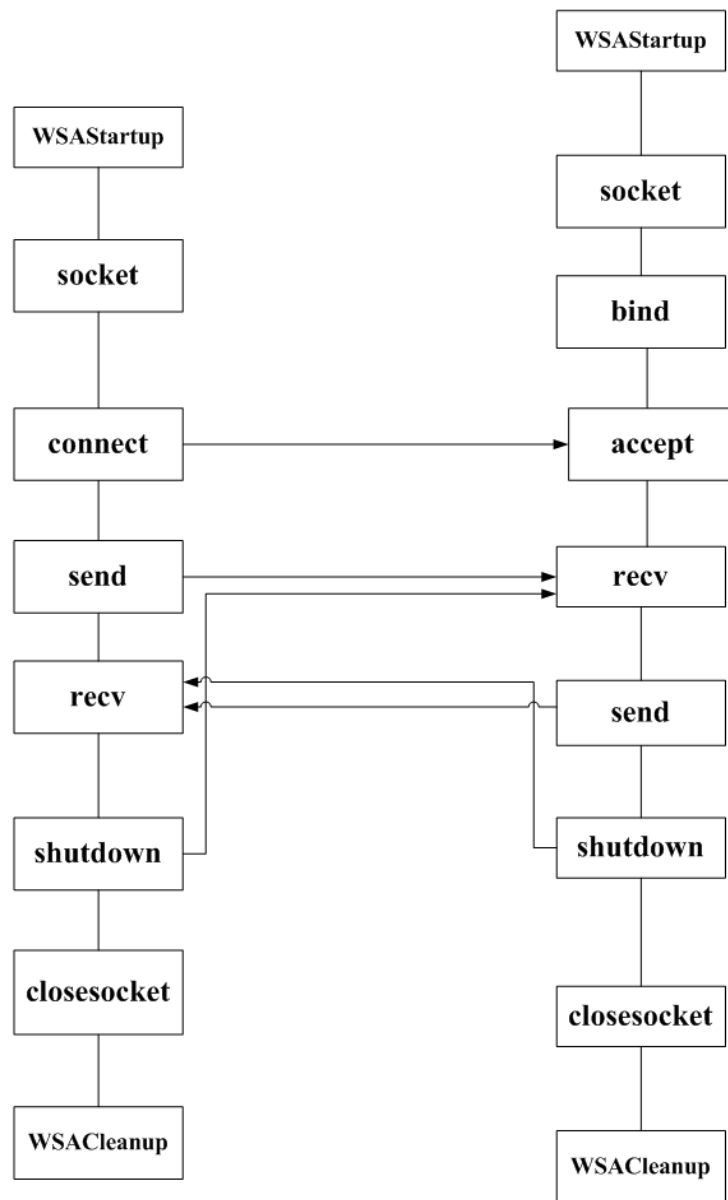 WSAStartup
socket
connect
send
recv
shutdown
closesocket
WSACleanup
WSAStartup
socket
bind
accept
recv
send
shutdown
closesocket
WSACleanup